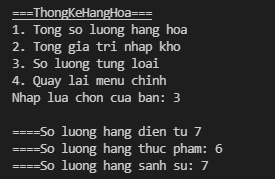 ===ThongKeHangHoa===
1. Tong so luong hang hoa
2. Tong gia tri nhap kho
3. So luong tung loai
4. Quay lai menu chinh
Nhap lua chon cua ban: 3
====So luong hang dien tu 7
====So luong hang thuc pham: 6
====So luong hang sanh su: 7